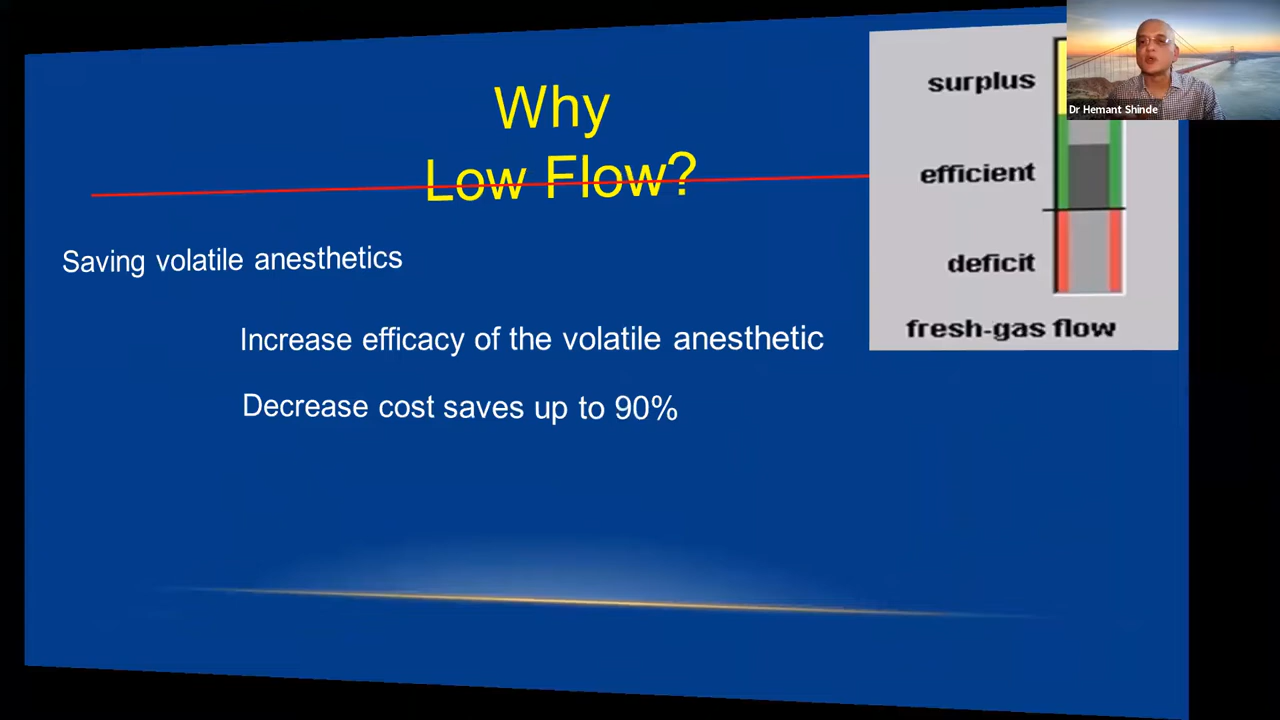 Why
Low Flow?
Saving volatile anesthetics
Increase efficacy of the volatile anesthetic
Decrease cost saves up to 90%
surplus
efficient
deficit
fresh-gas flow
Dr Hemant Shinde